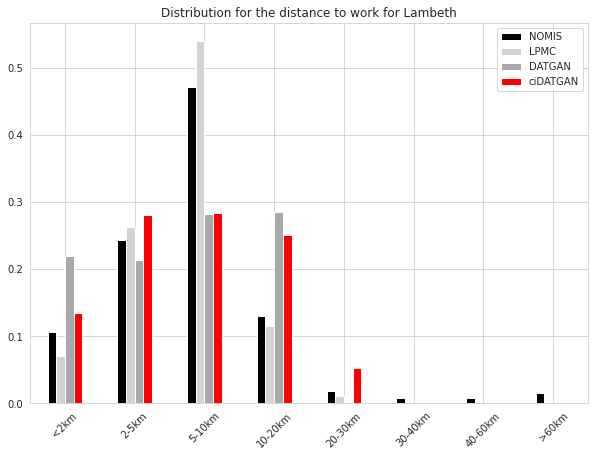 Distribution for the distance to work for Lambeth
NOMIS
LPMC
DATGAN
ciDATGAN
0.5
0.4
0.3
0.2
0.1
0.0
<2km
2-5km
5-10km
10-20km
20-30km
30-40km
40-60km
>60km